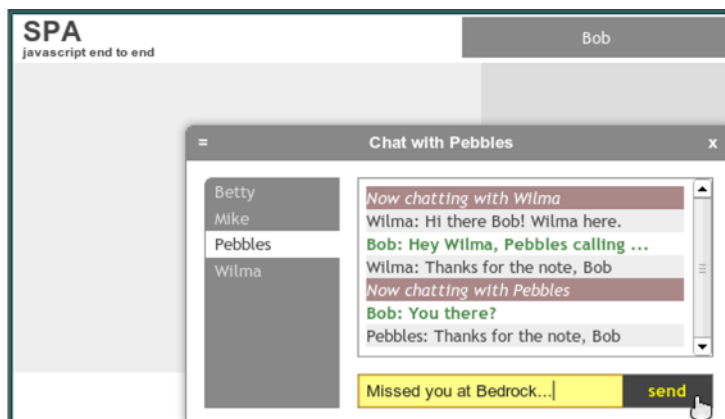 SPA
javascript end to end
Bob
= Chat with Pebbles x
Betty
Mike
Pebbles
Wilma
Now chatting with Wilma
Wilma: Hi there Bob! Wilma here.
Bob: Hey Wilma, Pebbles calling ...
Wilma: Thanks for the note, Bob
Now chatting with Pebbles
Bob: You there?
Pebbles: Thanks for the note, Bob
Missed you at Bedrock...
send